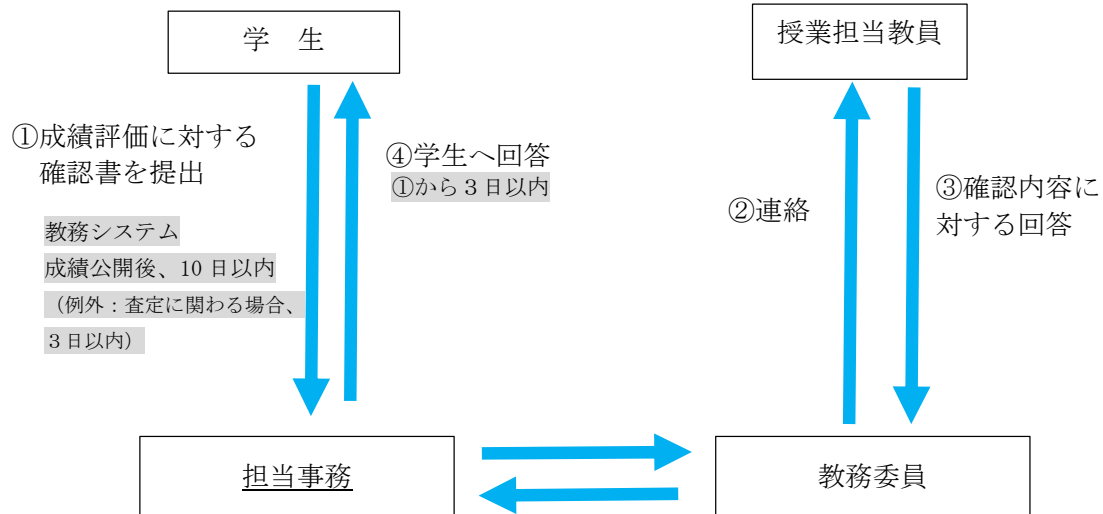 学　生
授業担当教員
①成績評価に対する
確認書を提出
教務システム
成績公開後、10 日以内
（例外：査定に関わる場合、
３日以内）
④学生へ回答
①から３日以内
②連絡
③確認内容に
対する回答
担当事務
教務委員